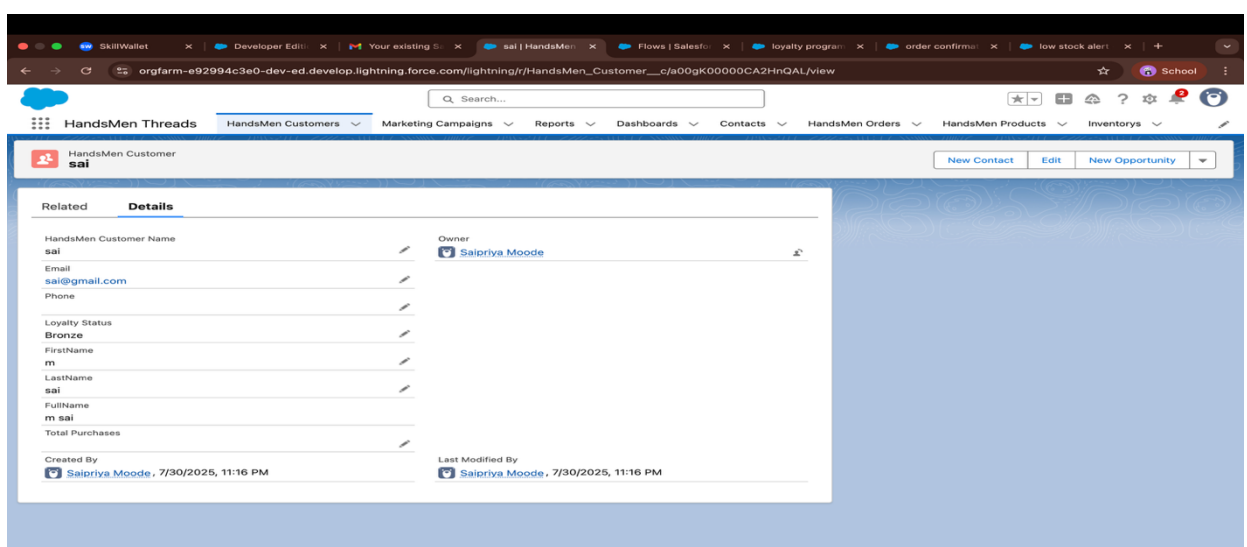 SkillWallet
Developer Editi
Your existing Sa
sai | HandsMen
Flows | Salesfor
loyalty program
order confirmat
low stock alert
orgfarm-e92994c3e0-dev-ed.develop.lightning.force.com/lightning/r/HandsMen_Customer__c/a00gK00000CA2HnQAL/view
School
Search...
2
HandsMen Threads HandsMen Customers Marketing Campaigns Reports Dashboards Contacts HandsMen Orders HandsMen Products Inventorys
HandsMen Customer
sai
New Contact Edit New Opportunity
Related Details
HandsMen Customer Name
sai
Owner
Saipriya Moode
Email
sai@gmail.com
Phone
Loyalty Status
Bronze
FirstName
m
LastName
sai
FullName
m sai
Total Purchases
Created By
Saipriya Moode, 7/30/2025, 11:16 PM
Last Modified By
Saipriya Moode, 7/30/2025, 11:16 PM